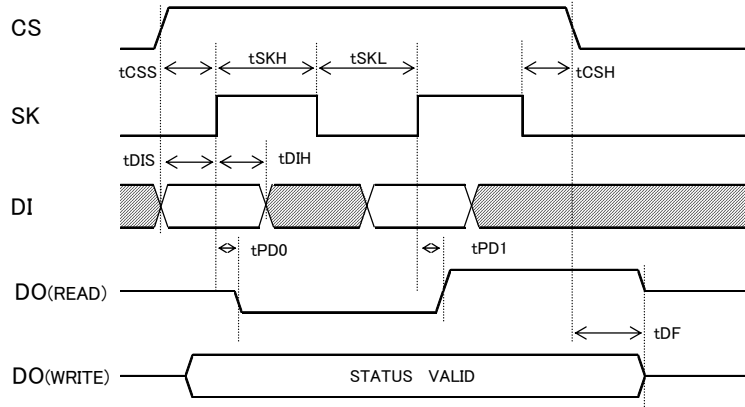 CS
tCSS
tSKH
tSKL
tCSH
SK
tDIS
tDIH
DI
tPD0
tPD1
DO(READ)
tDF
DO(WRITE)
STATUS VALID